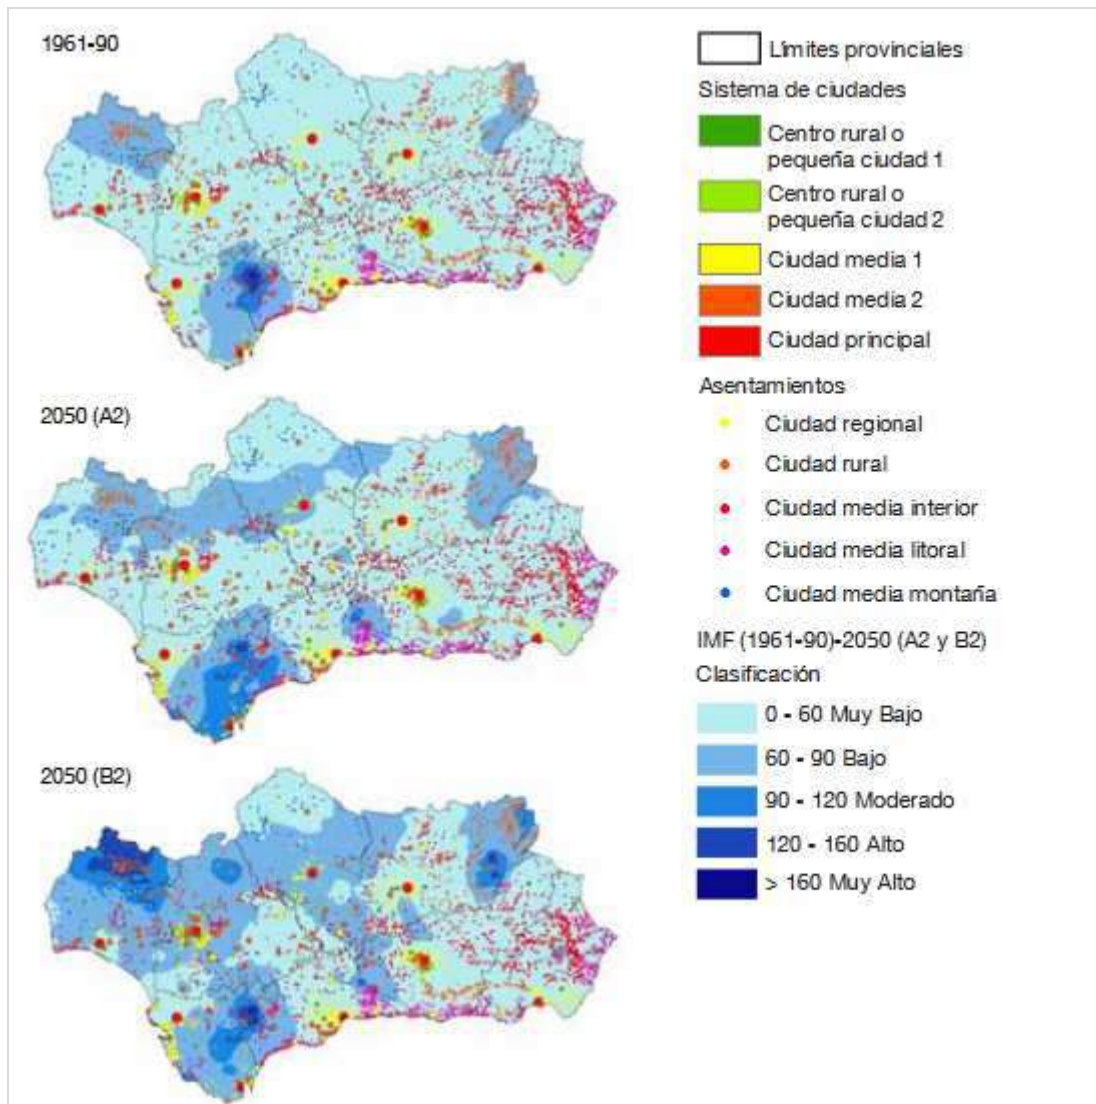 1961-90
2050 (A2)
2050 (B2)
Límites provinciales
Sistema de ciudades
Centro rural o
pequeña ciudad 1
Centro rural o
pequeña ciudad 2
Ciudad media 1
Ciudad media 2
Ciudad principal
Asentamientos
Ciudad regional
Ciudad rural
Ciudad media interior
Ciudad media litoral
Ciudad media montaña
IMF (1961-90)-2050 (A2 y B2)
Clasificación
0 - 60 Muy Bajo
60 - 90 Bajo
90 - 120 Moderado
120 - 160 Alto
> 160 Muy Alto